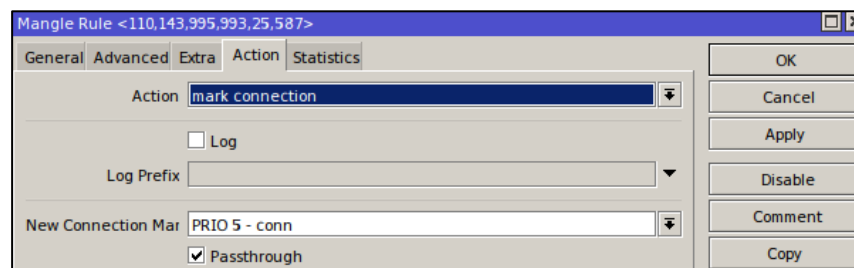 Mangle Rule <110,143,995,993,25,587>
General Advanced Extra Action Statistics
OK
Action mark connection
Cancel
Log
Apply
Log Prefix
Disable
New Connection Mar PRIO 5 - conn
Comment
Passthrough
Copy